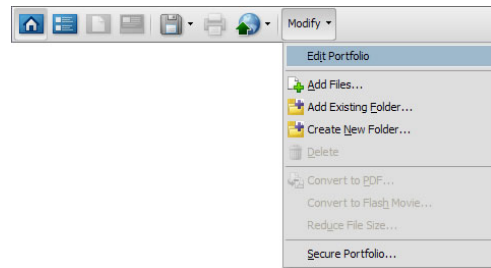 Modify
Edit Portfolio
Add Files...
Add Existing Folder...
Create New Folder...
Delete
Convert to PDF...
Convert to Flash Movie...
Reduce File Size...
Secure Portfolio...